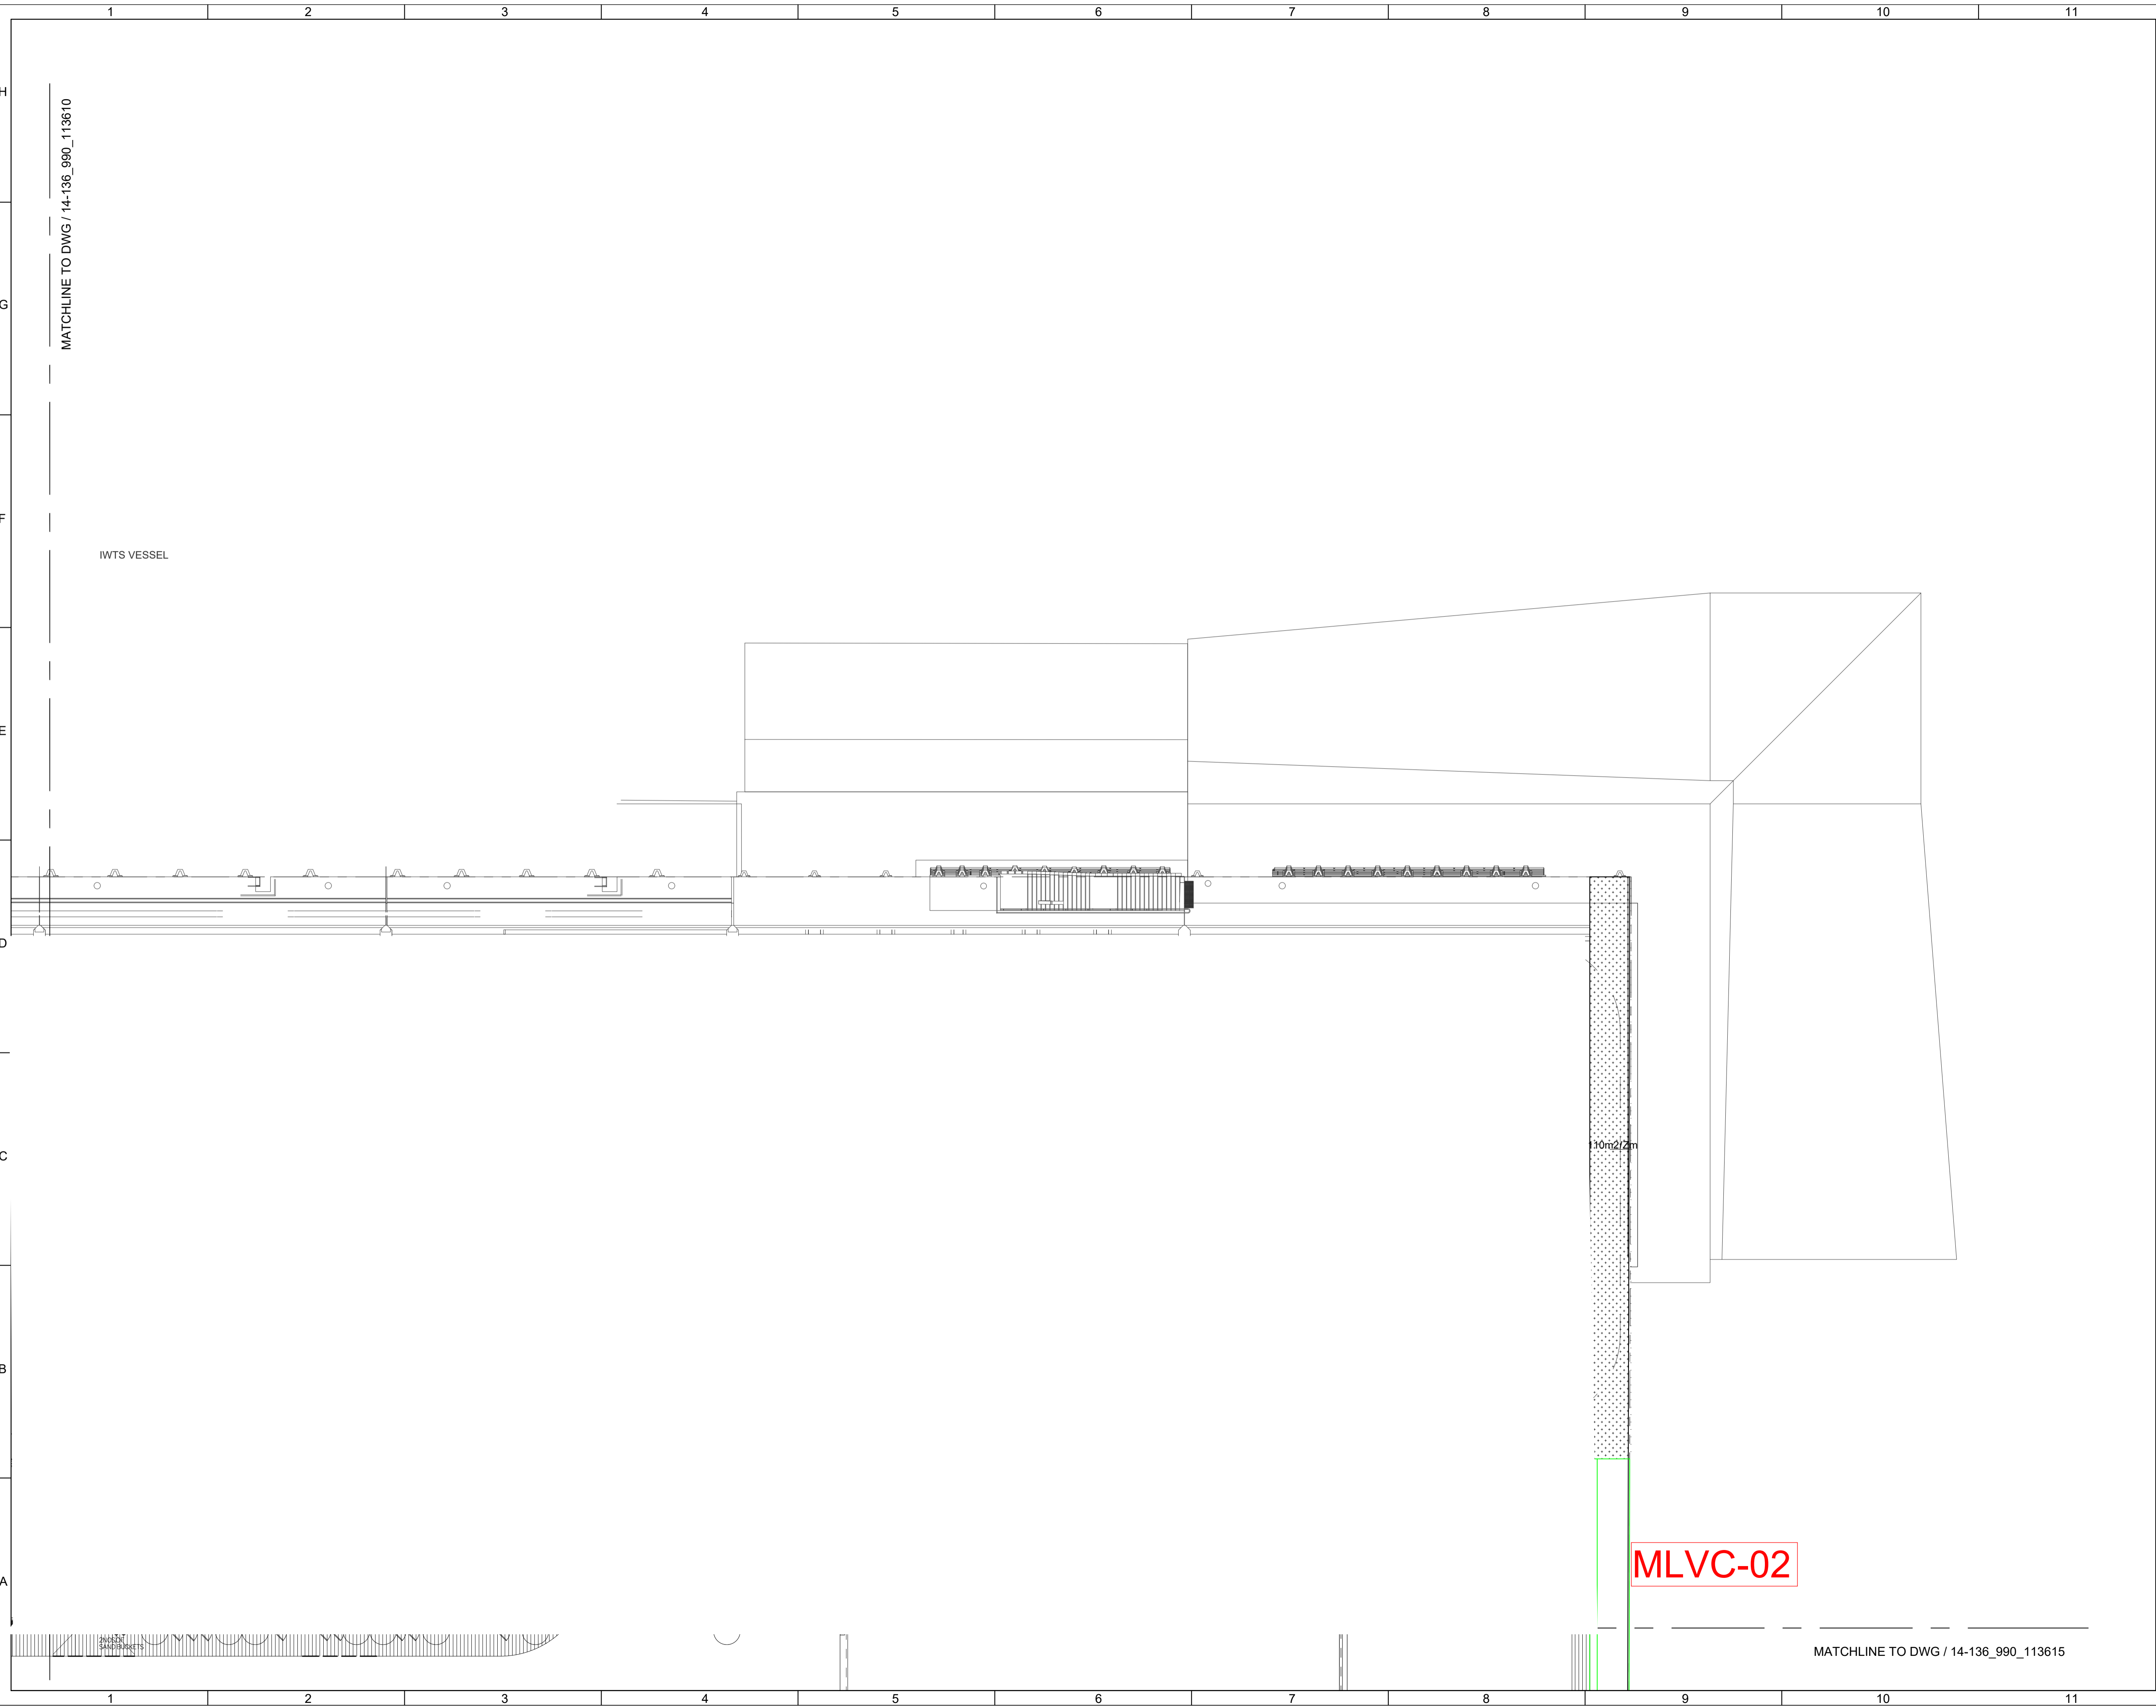 1 2 3 4 5 6 7 8 9 10 11
H
MATCHLINE TO DWG / 14-136_990_113610
G
F
IWTS VESSEL
E
D
110m2/2m
C
B
MLVC-02
A
SAND BUCKETS
MATCHLINE TO DWG / 14-136_990_113615
1 2 3 4 5 6 7 8 9 10 11